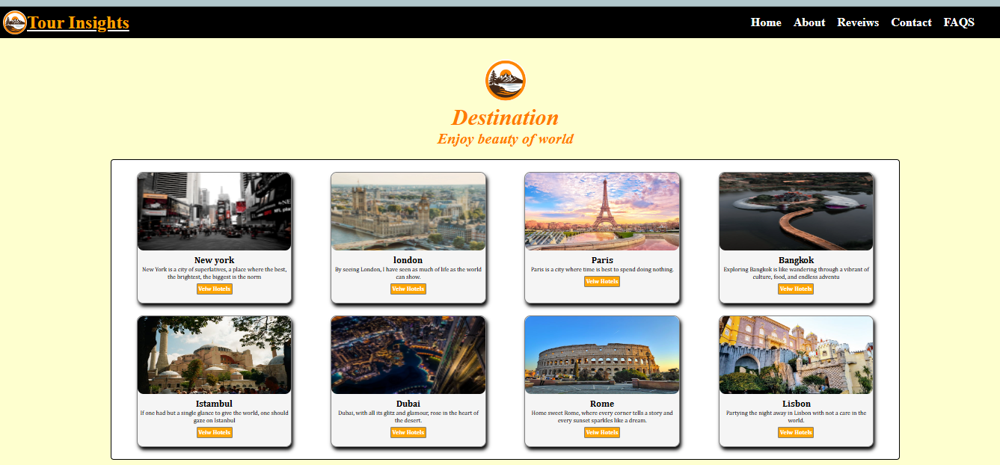 Tour Insights
Home About Reveiws Contact FAQS
Destination
Enjoy beauty of world
New york
New York is a city of superlatives, a place where the best,
the brightest, the biggest is the norm
Veiw Hotels
london
By seeing London, I have seen as much of life as the world
can show.
Veiw Hotels
Paris
Paris is a city where time is best to spend doing nothing.
Veiw Hotels
Bangkok
Exploring Bangkok is like wandering through a vibrant of
culture, food, and endless adventu
Veiw Hotels
Istambul
If one had but a single glance to give the world, one should
gaze on Istanbul
Veiw Hotels
Dubai
Dubai, with all its glitz and glamour, rose in the heart of
the desert.
Veiw Hotels
Rome
Home sweet Rome, where every corner tells a story and
every sunset sparkles like a dream.
Veiw Hotels
Lisbon
Partying the night away in Lisbon with not a care in the
world.
Veiw Hotels